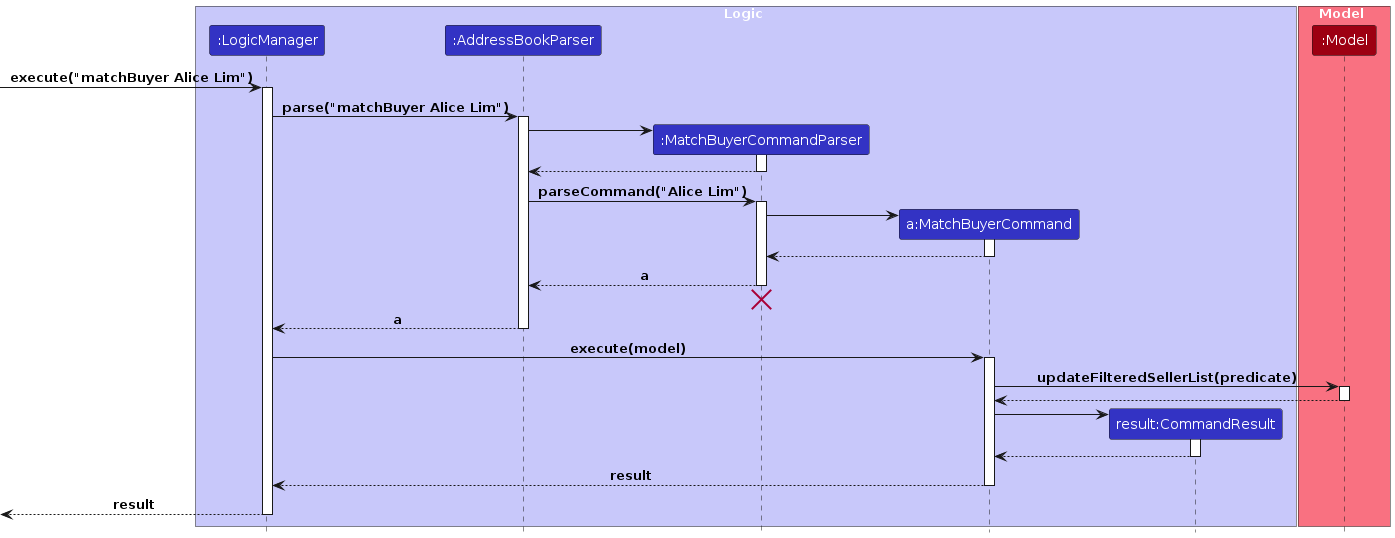 Logic
Model
:LogicManager
:AddressBookParser
:Model
execute("matchBuyer Alice Lim")
parse("matchBuyer Alice Lim")
:MatchBuyerCommandParser
parseCommand("Alice Lim")
a:MatchBuyerCommand
a
a
execute(model)
updateFilteredSellerList(predicate)
result:CommandResult
result
result